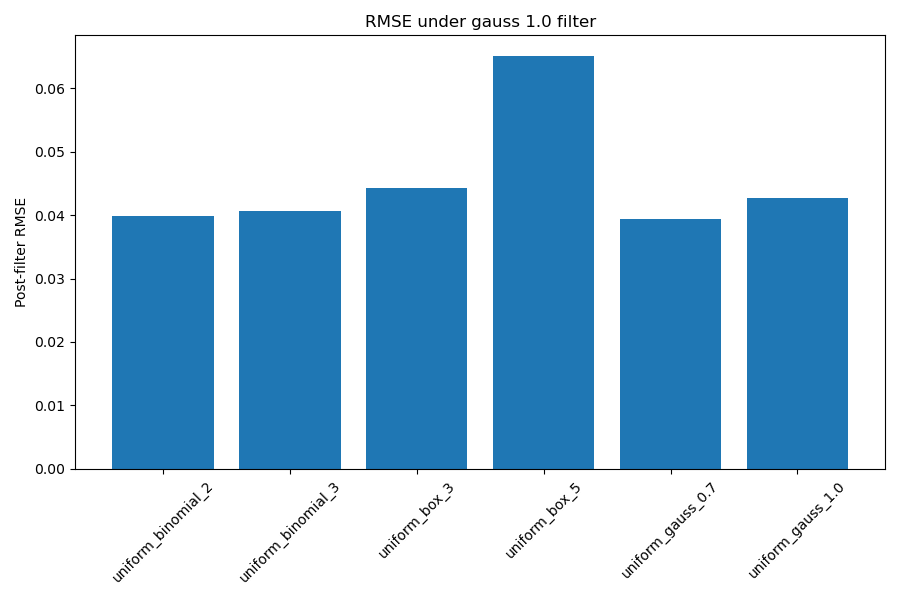 RMSE under gauss 1.0 filter
Post-filter RMSE
0.06
0.05
0.04
0.03
0.02
0.01
0.00
uniform_binomial_2
uniform_binomial_3
uniform_box_3
uniform_box_5
uniform_gauss_0.7
uniform_gauss_1.0